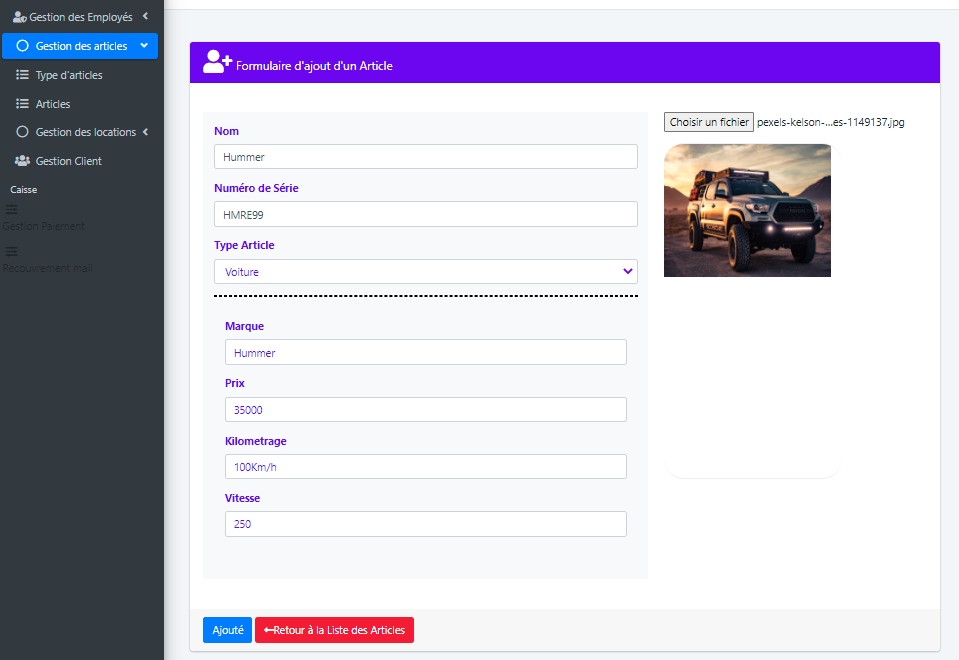 Gestion des Employés
Gestion des articles
Type d'articles
Articles
Gestion des locations
Gestion Client
Caisse
Gestion Paiement
Recouvrement mail
Formulaire d'ajout d'un Article
Nom
Hummer
Numéro de Série
HMRE99
Type Article
Voiture
Marque
Hummer
Prix
35000
Kilometrage
100Km/h
Vitesse
250
Choisir un fichier pexels-kelson-...es-1149137.jpg
Ajouté
Retour à la Liste des Articles